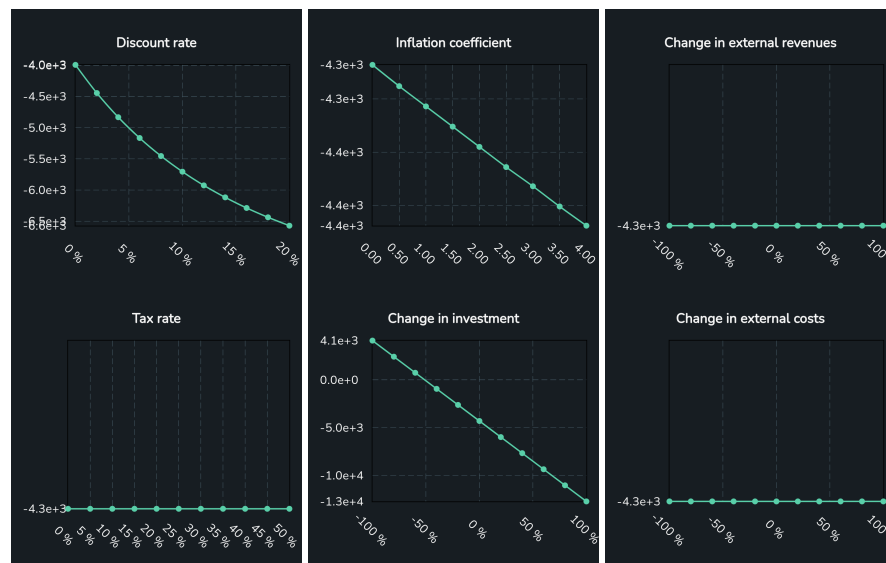 Discount rate
-4.0e+3
-4.5e+3
-5.0e+3
-5.5e+3
-6.0e+3
-6.5e+3
-6.6e+3
0 %
5 %
10 %
15 %
20 %
Inflation coefficient
-4.3e+3
-4.3e+3
-4.4e+3
-4.4e+3
-4.4e+3
0.00
0.50
1.00
1.50
2.00
2.50
3.00
3.50
4.00
Change in external revenues
-4.3e+3
-100 %
-50 %
0 %
50 %
100
Tax rate
-4.3e+3
0 %
5 %
10 %
15 %
20 %
25 %
30 %
35 %
40 %
45 %
50 %
Change in investment
4.1e+3
0.0e+0
-5.0e+3
-1.0e+4
-1.3e+4
-100 %
-50 %
0 %
50 %
100 %
Change in external costs
-4.3e+3
-100 %
-50 %
0 %
50 %
100